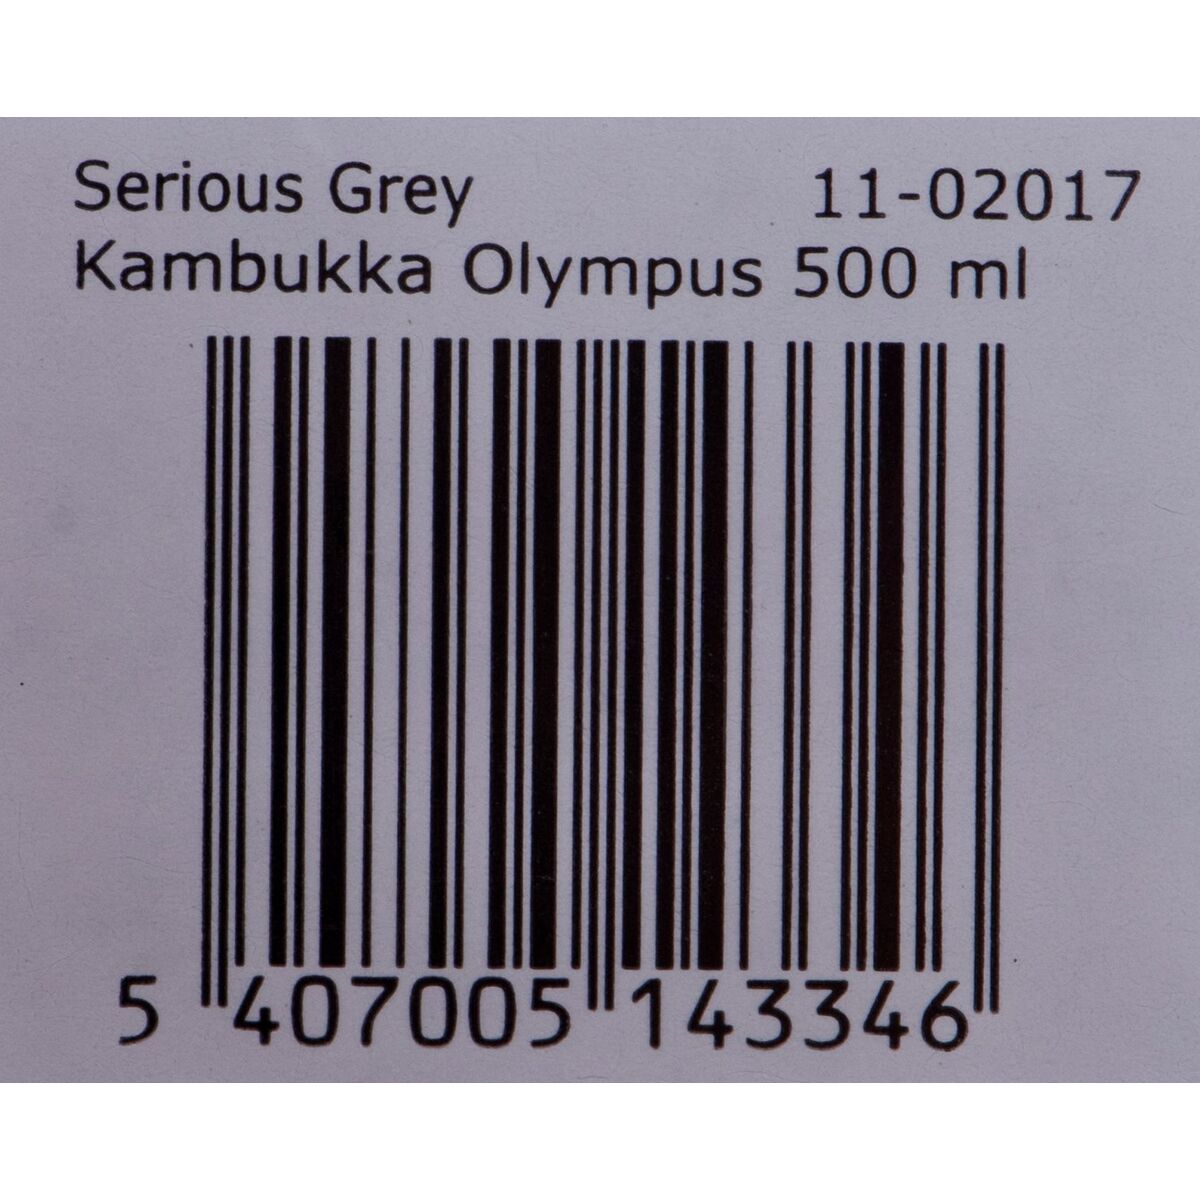 Serious Grey 11-02017
Kambukka Olympus 500 ml
5 407005 143346